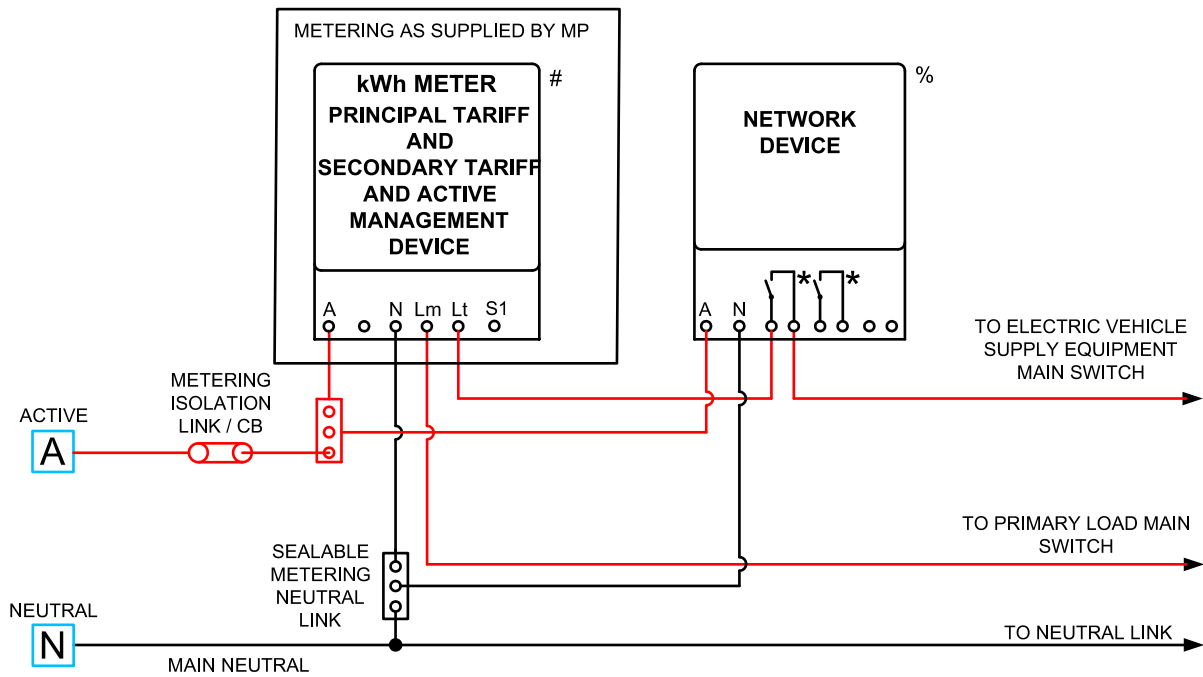 METERING AS SUPPLIED BY MP
kWh METER
PRINCIPAL TARIFF
AND
SECONDARY TARIFF
AND ACTIVE
MANAGEMENT
DEVICE
#
A
N
Lm
Lt
S1
NETWORK
DEVICE
%
*
*
A
N
TO ELECTRIC VEHICLE
SUPPLY EQUIPMENT
MAIN SWITCH
METERING
ISOLATION
LINK / CB
ACTIVE
A
TO PRIMARY LOAD MAIN
SWITCH
SEALABLE
METERING
NEUTRAL
LINK
NEUTRAL
N
MAIN NEUTRAL
TO NEUTRAL LINK